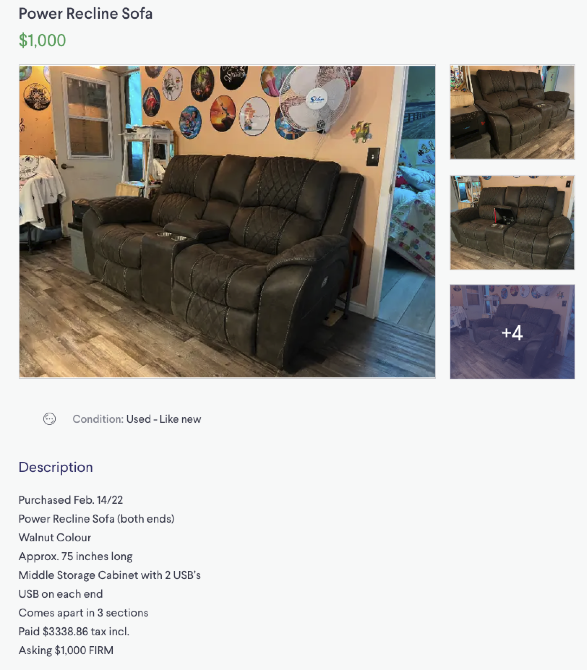 Power Recline Sofa
$1,000
+4
Condition: Used - Like new
Description
Purchased Feb. 14/22
Power Recline Sofa (both ends)
Walnut Colour
Approx. 75 inches long
Middle Storage Cabinet with 2 USB's
USB on each end
Comes apart in 3 sections
Paid $3338.86 tax incl.
Asking $1,000 FIRM